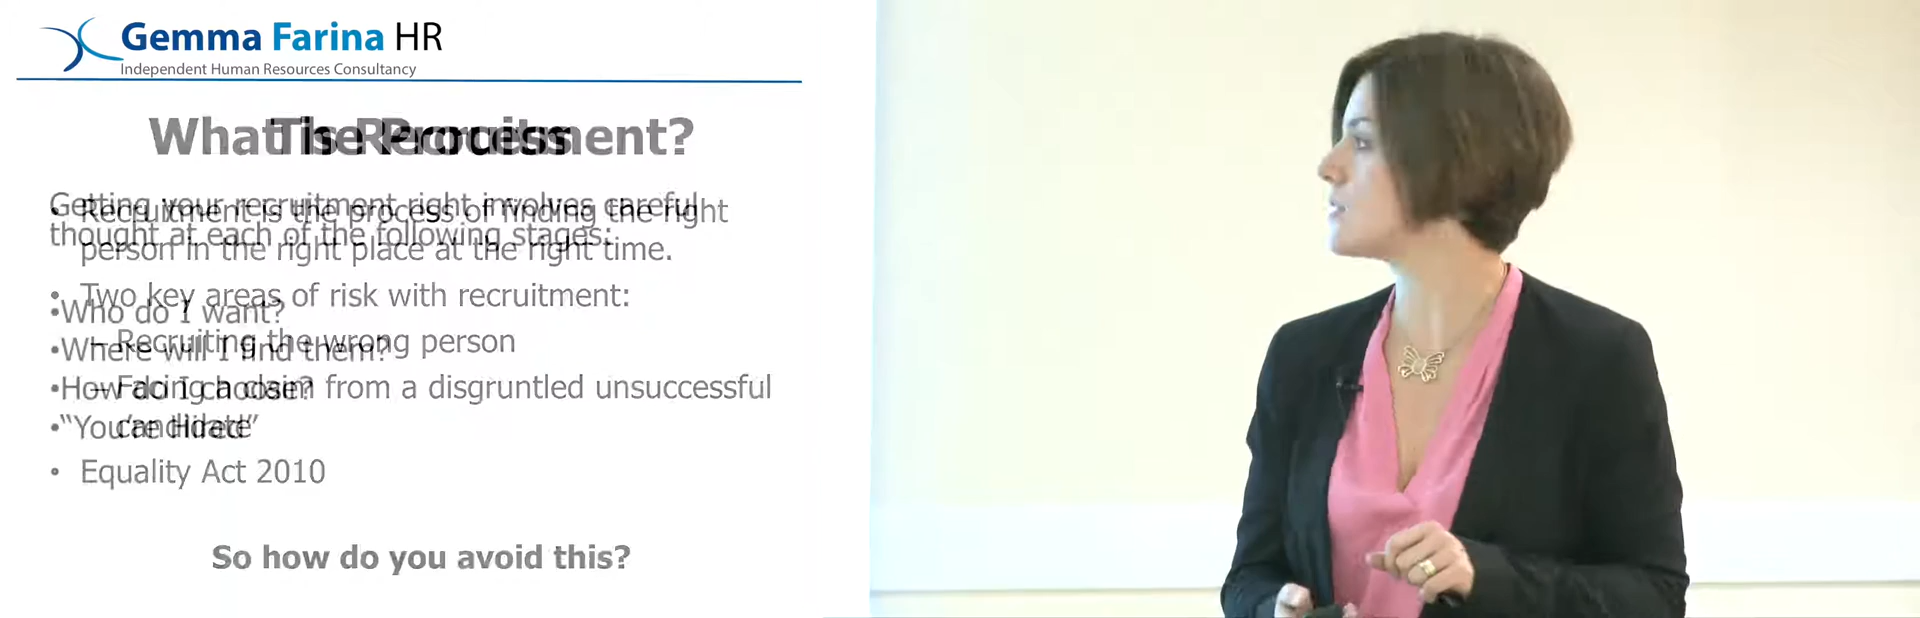 Gemma Farina HR
Independent Human Resources Consultancy
What is Recruitment?
The Process
Getting your recruitment right involves careful
thought at each of the following stages:
• Recruitment is the process of finding the right
person in the right place at the right time.
• Two key areas of risk with recruitment:
•Who do I want?
– Recruiting the wrong person
•Where will I find them?
– Facing a claim from a disgruntled unsuccessful
candidate
•How do I choose?
•“You’re Hired”
• Equality Act 2010
So how do you avoid this?